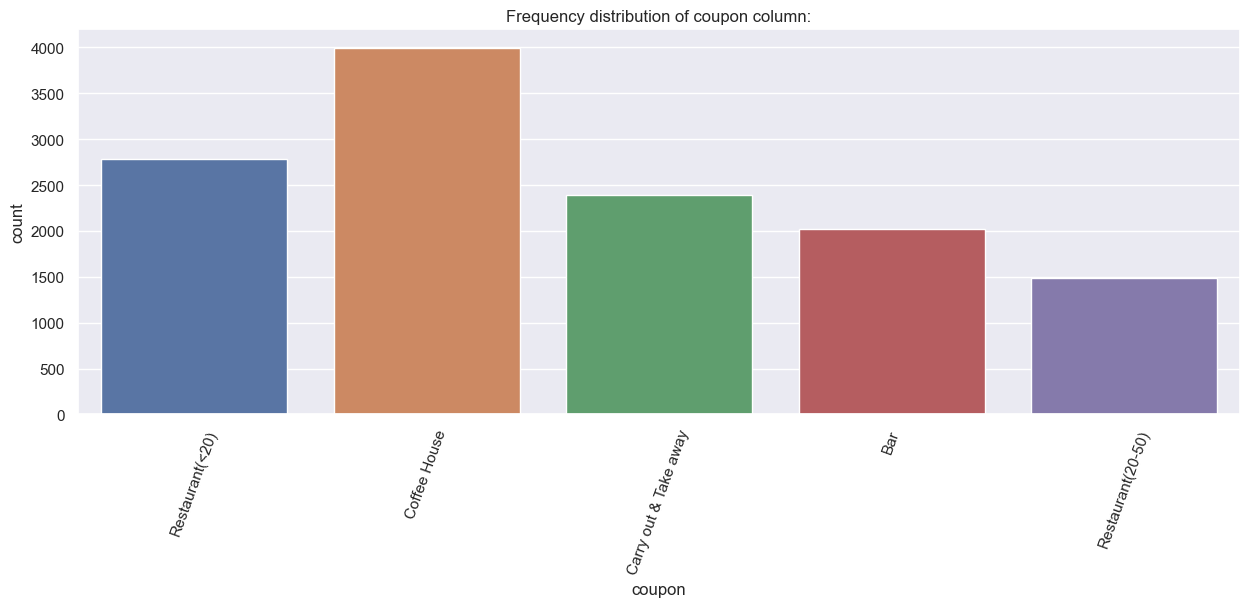 Frequency distribution of coupon column:
4000
3500
3000
2500
2000
1500
1000
500
0
count
Restaurant(<20)
Coffee House
Carry out & Take away
Bar
Restaurant(20-50)
coupon